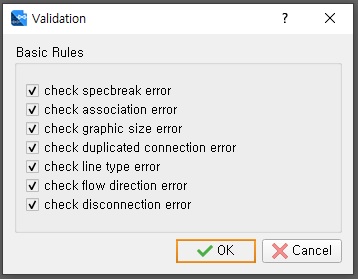 Validation
Basic Rules
check specbreak error
check association error
check graphic size error
check duplicated connection error
check line type error
check flow direction error
check disconnection error
OK
Cancel